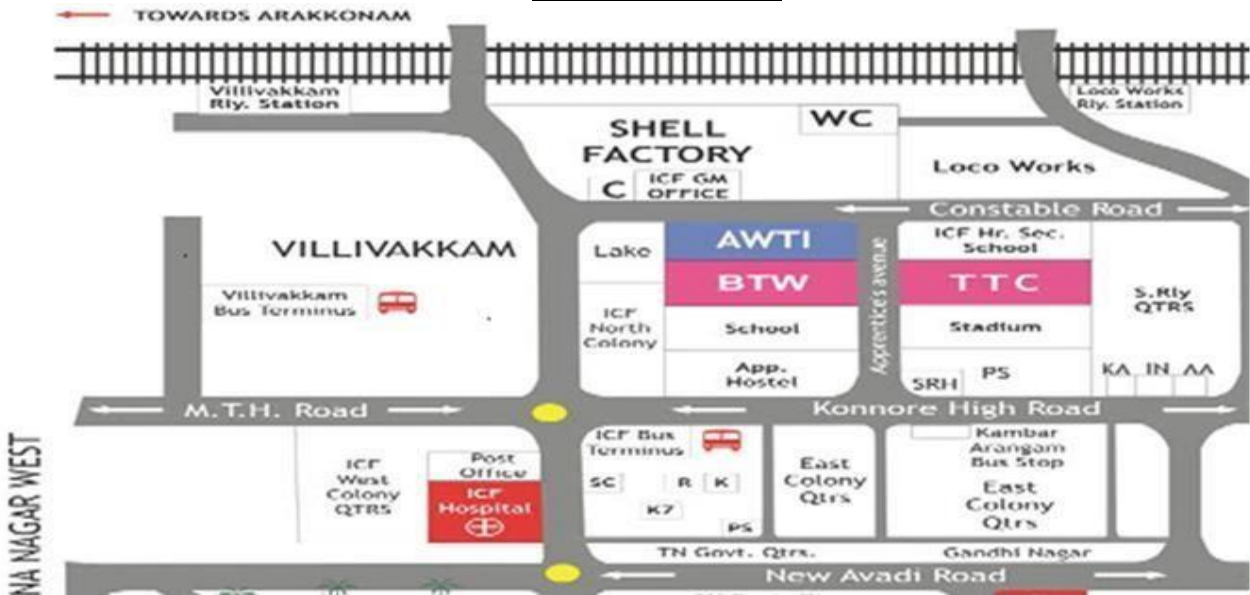 TOWARDS ARAKKONAM
Villivakkam
Rly. Station
Loco Works
Rly. Station
SHELL
FACTORY
WC
C
ICF GM
OFFICE
Loco Works
Constable Road
VILLIVAKKAM
Lake
AWTI
ICF Hr. Sec.
School
BTW
Apprentices avenue
TTC
S.Rly
QTRS
Villivakkam
Bus Terminus
ICF
North
Colony
School
Stadium
App.
Hostel
SRH
PS
KA IN AA
M.T.H. Road
Konnore High Road
NA NAGAR WEST
ICF
West
Colony
QTRS
Post
Office
ICF
Hospital
ICF Bus
Terminus
SC
R
K
K7
PS
East
Colony
Qtrs
Kambar
Arangam
Bus Stop
East
Colony
Qtrs
TN Govt. Qtrs.
Gandhi Nagar
New Avadi Road